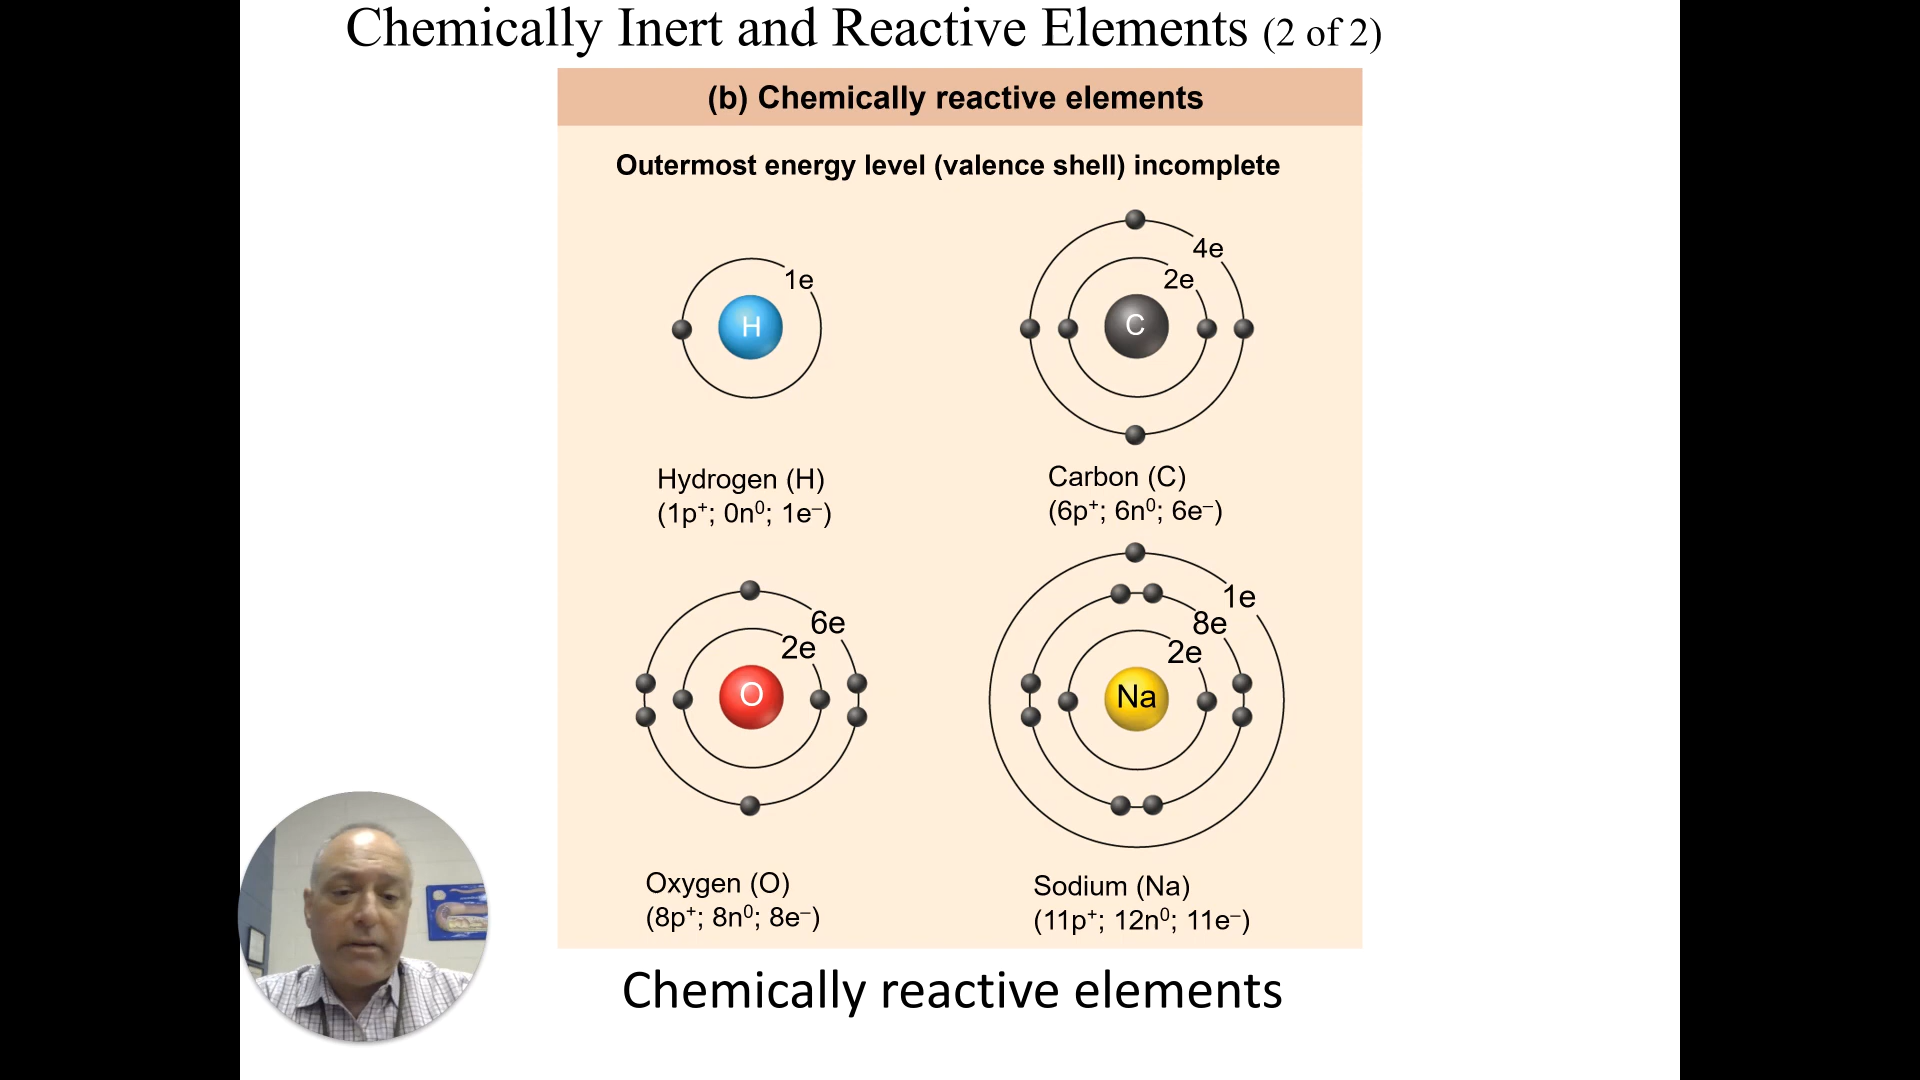 Chemically Inert and Reactive Elements (2 of 2)
(b) Chemically reactive elements
Outermost energy level (valence shell) incomplete
1e
H
Hydrogen (H)
(1p⁺; 0n⁰; 1e⁻)
4e
2e
C
Carbon (C)
(6p⁺; 6n⁰; 6e⁻)
6e
2e
O
Oxygen (O)
(8p⁺; 8n⁰; 8e⁻)
1e
8e
2e
Na
Sodium (Na)
(11p⁺; 12n⁰; 11e⁻)
Chemically reactive elements